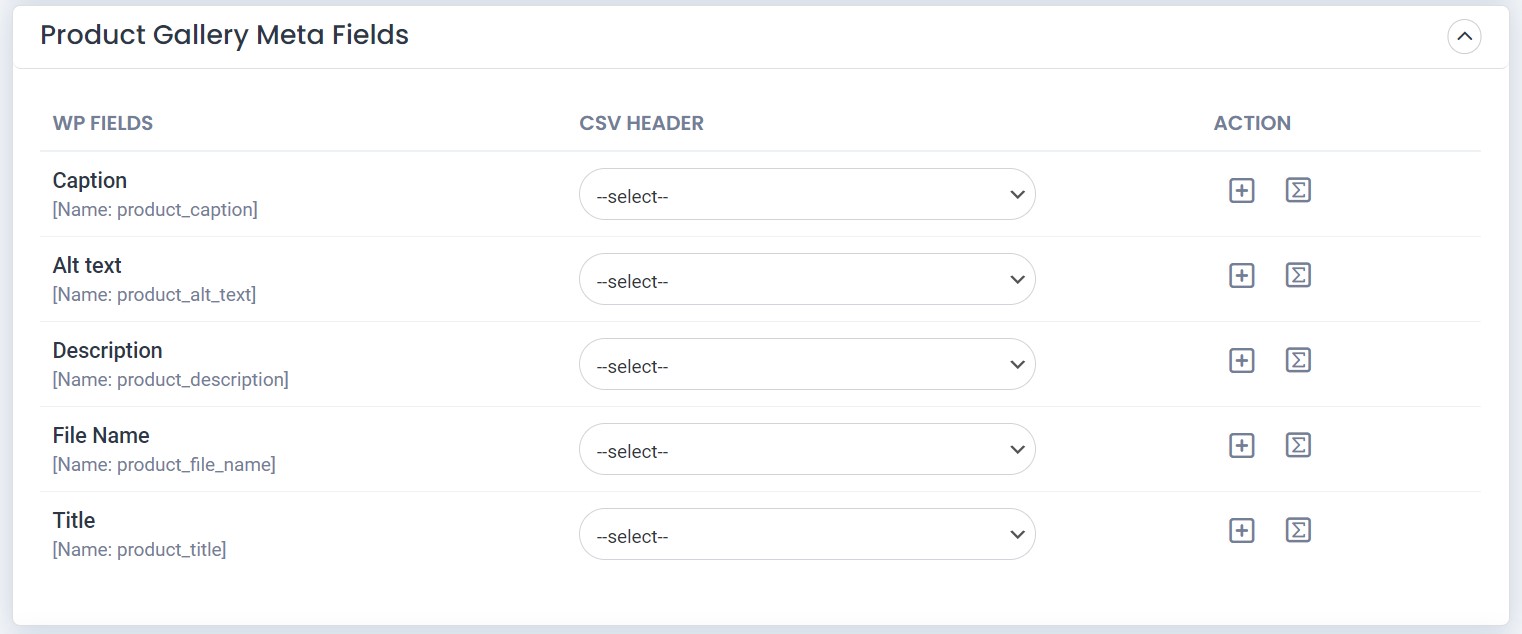 Product Gallery Meta Fields
WP FIELDS CSV HEADER ACTION
Caption
[Name: product_caption]
--select--
Alt text
[Name: product_alt_text]
--select--
Description
[Name: product_description]
--select--
File Name
[Name: product_file_name]
--select--
Title
[Name: product_title]
--select--